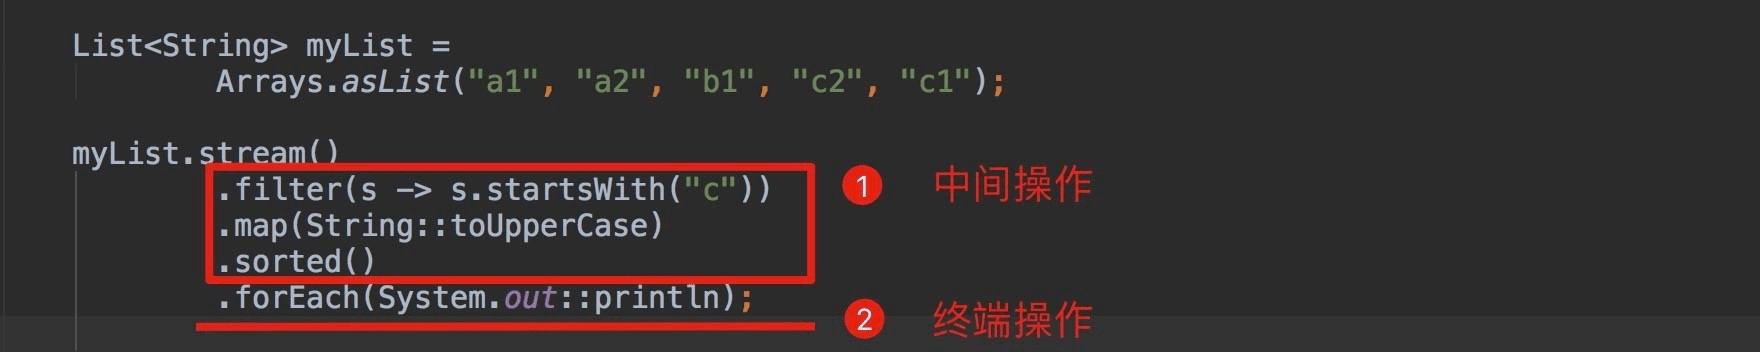 List<String> myList =
Arrays.asList("a1", "a2", "b1", "c2", "c1");
myList.stream()
.filter(s -> s.startsWith("c"))
1 中间操作
.map(String::toUpperCase)
.sorted()
.forEach(System.out::println);
2 终端操作